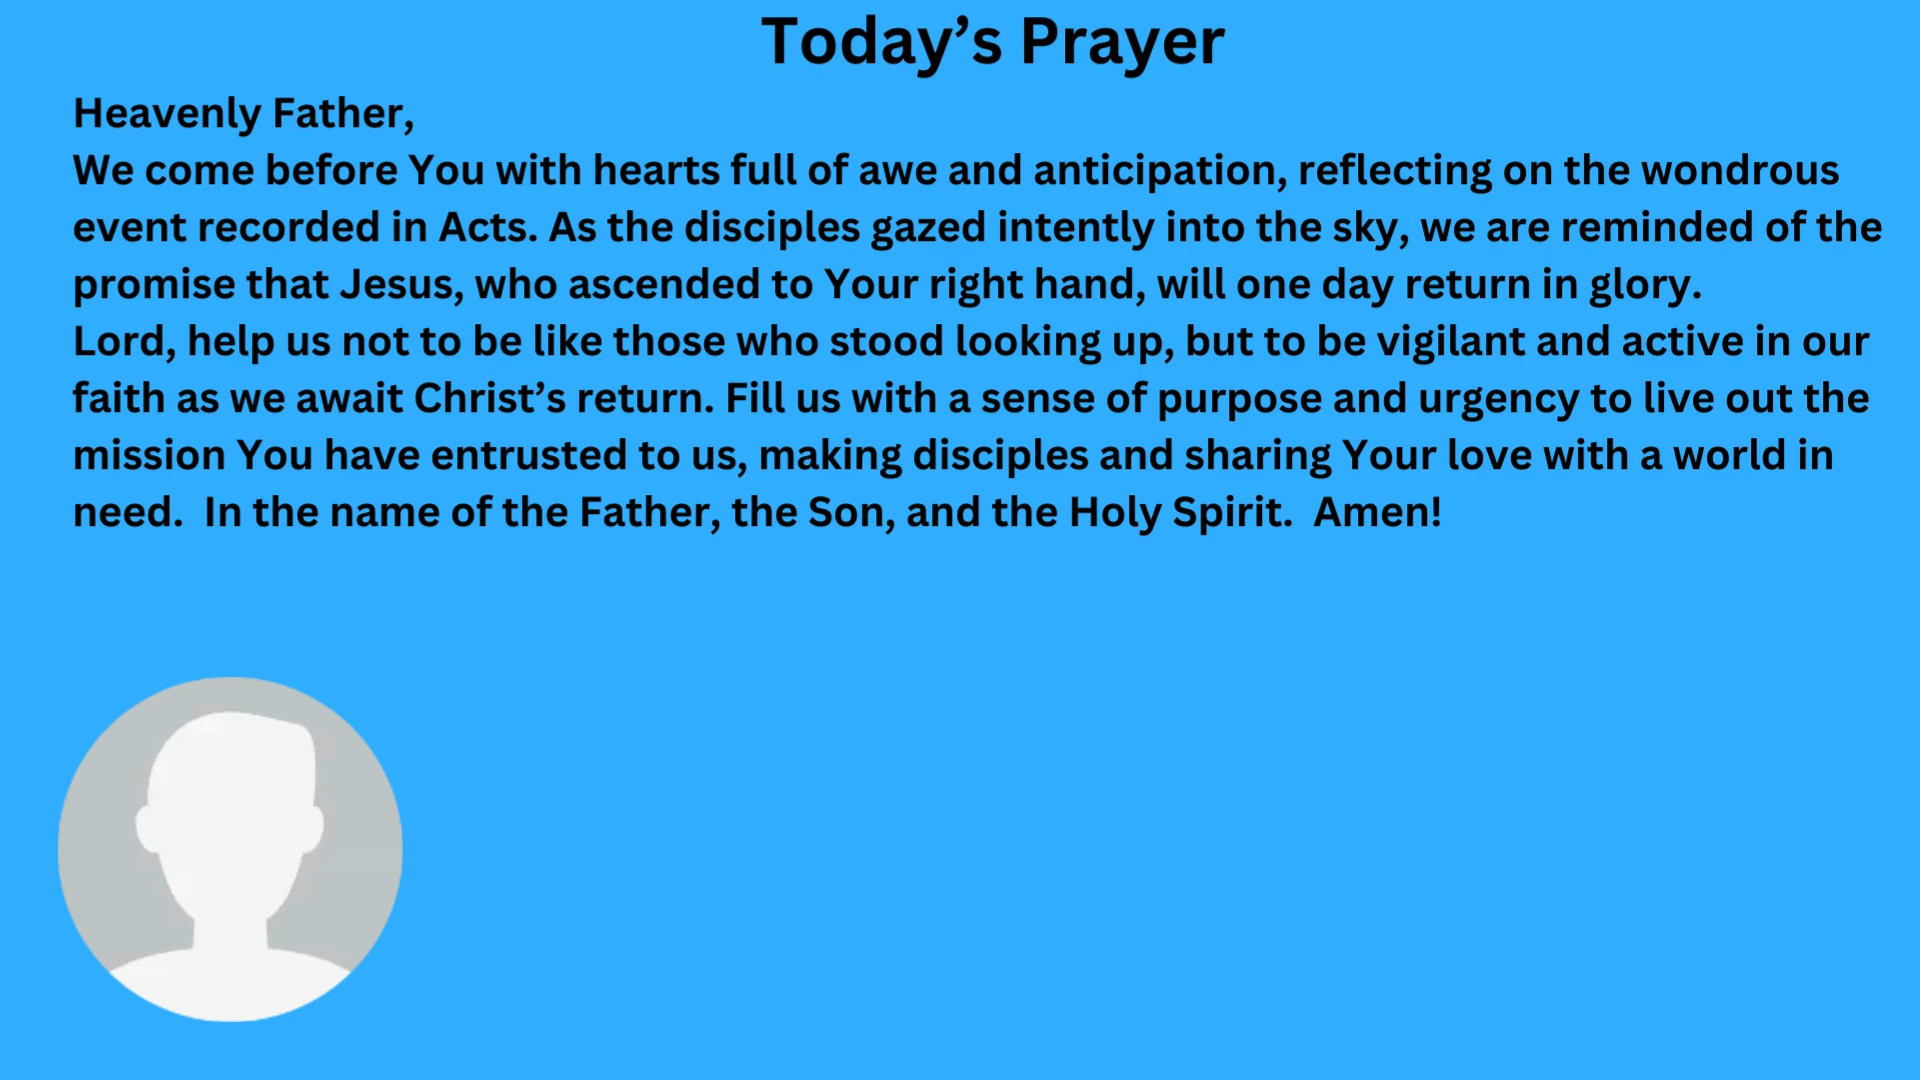 Today’s Prayer
Heavenly Father,
We come before You with hearts full of awe and anticipation, reflecting on the wondrous
event recorded in Acts. As the disciples gazed intently into the sky, we are reminded of the
promise that Jesus, who ascended to Your right hand, will one day return in glory.
Lord, help us not to be like those who stood looking up, but to be vigilant and active in our
faith as we await Christ’s return. Fill us with a sense of purpose and urgency to live out the
mission You have entrusted to us, making disciples and sharing Your love with a world in
need.  In the name of the Father, the Son, and the Holy Spirit.  Amen!